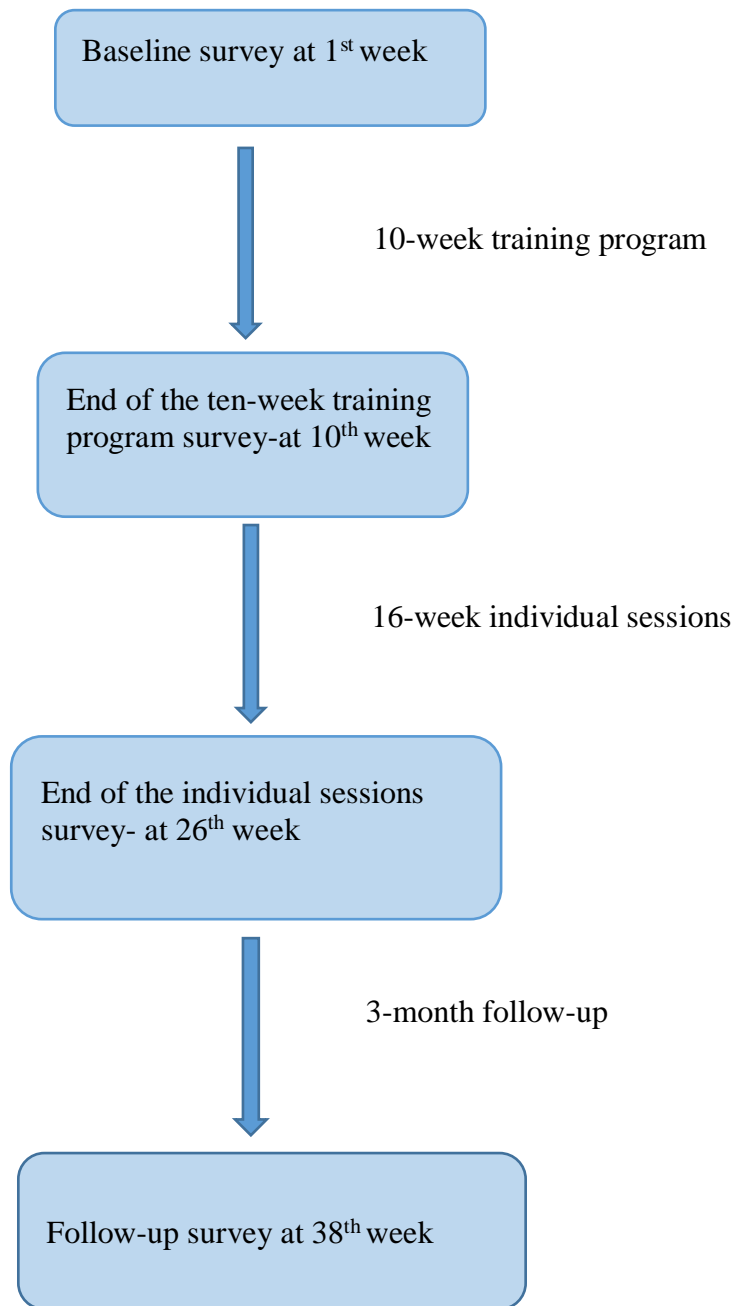 Baseline survey at 1st week
10-week training program
End of the ten-week training
program survey-at 10th week
16-week individual sessions
End of the individual sessions
survey- at 26th week
3-month follow-up
Follow-up survey at 38th week